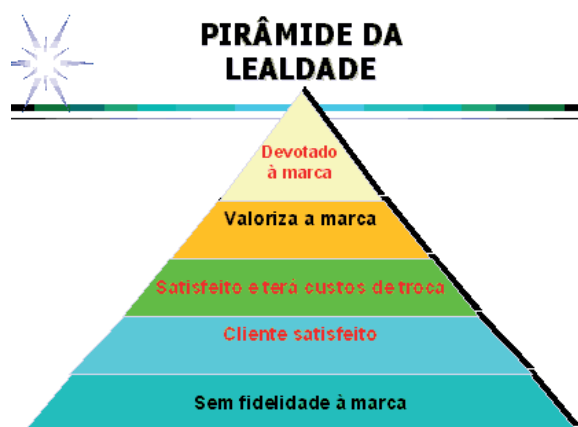 PIRÂMIDE DA
LEALDADE
Devotado
à marca
Valoriza a marca
Satisfeito e terá custos de troca
Cliente satisfeito
Sem fidelidade à marca